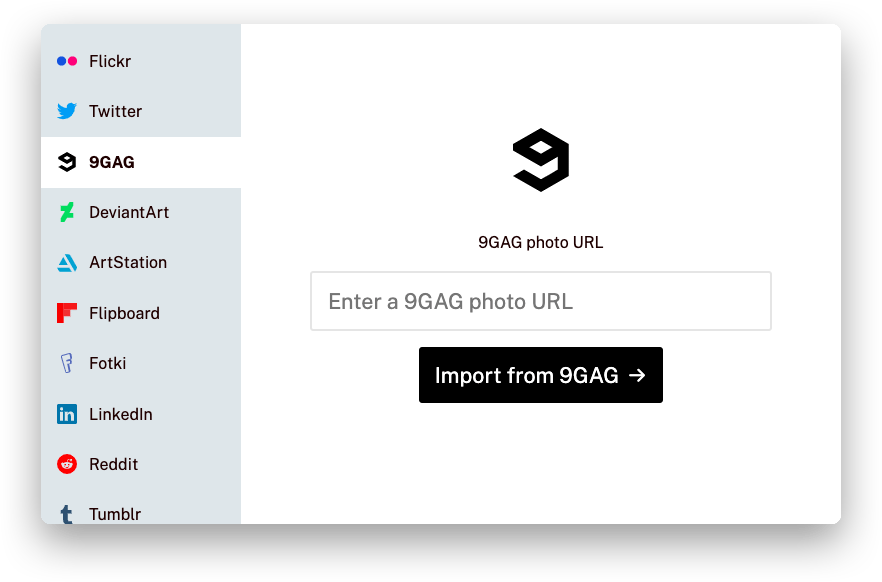 Flickr
Twitter
9GAG
DeviantArt
ArtStation
Flipboard
Fotki
LinkedIn
Reddit
Tumblr
9GAG photo URL
Enter a 9GAG photo URL
Import from 9GAG →